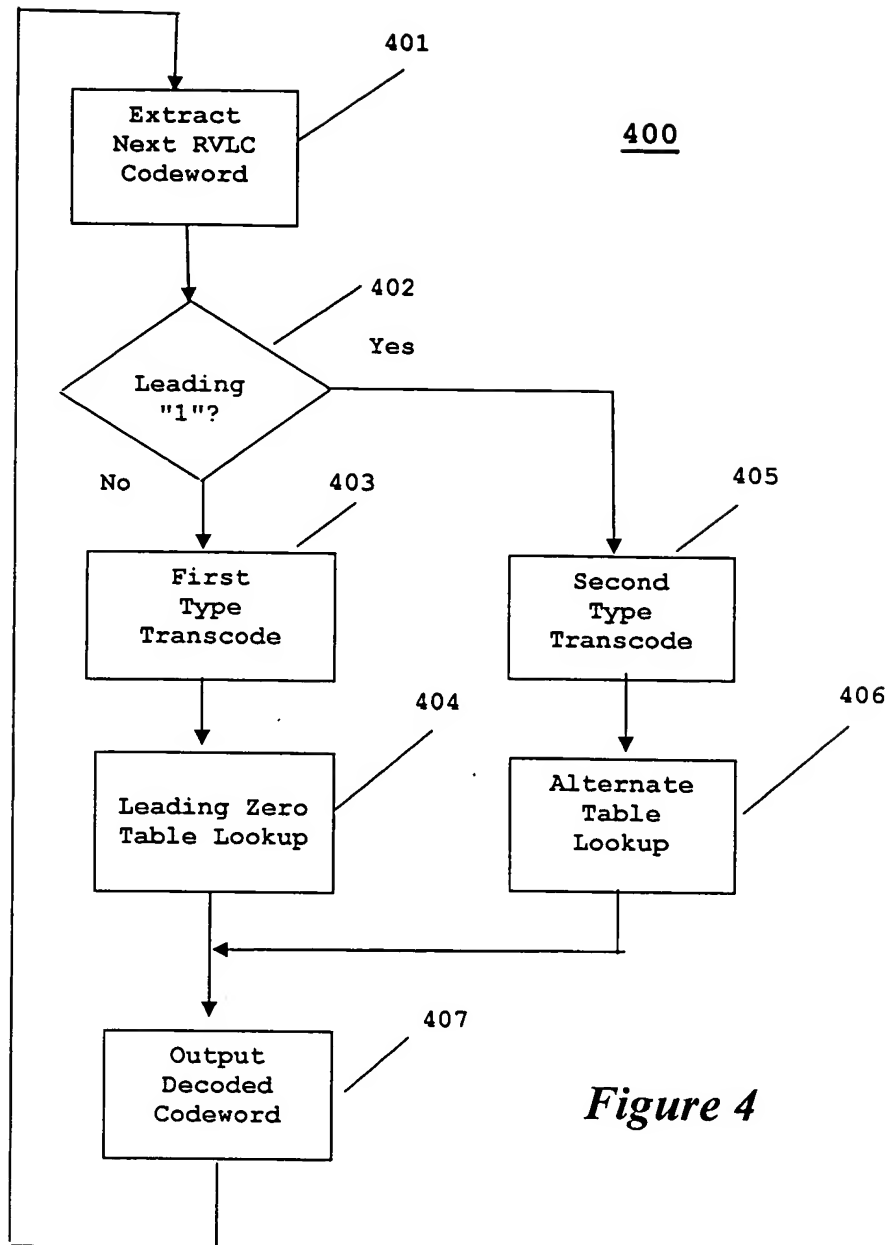 401
Extract
Next RVLC
Codeword
400
402
Yes
Leading
"1"?
No
403
405
First
Type
Transcode
Second
Type
Transcode
404
406
Leading Zero
Table Lookup
Alternate
Table
Lookup
407
Output
Decoded
Codeword
Figure 4